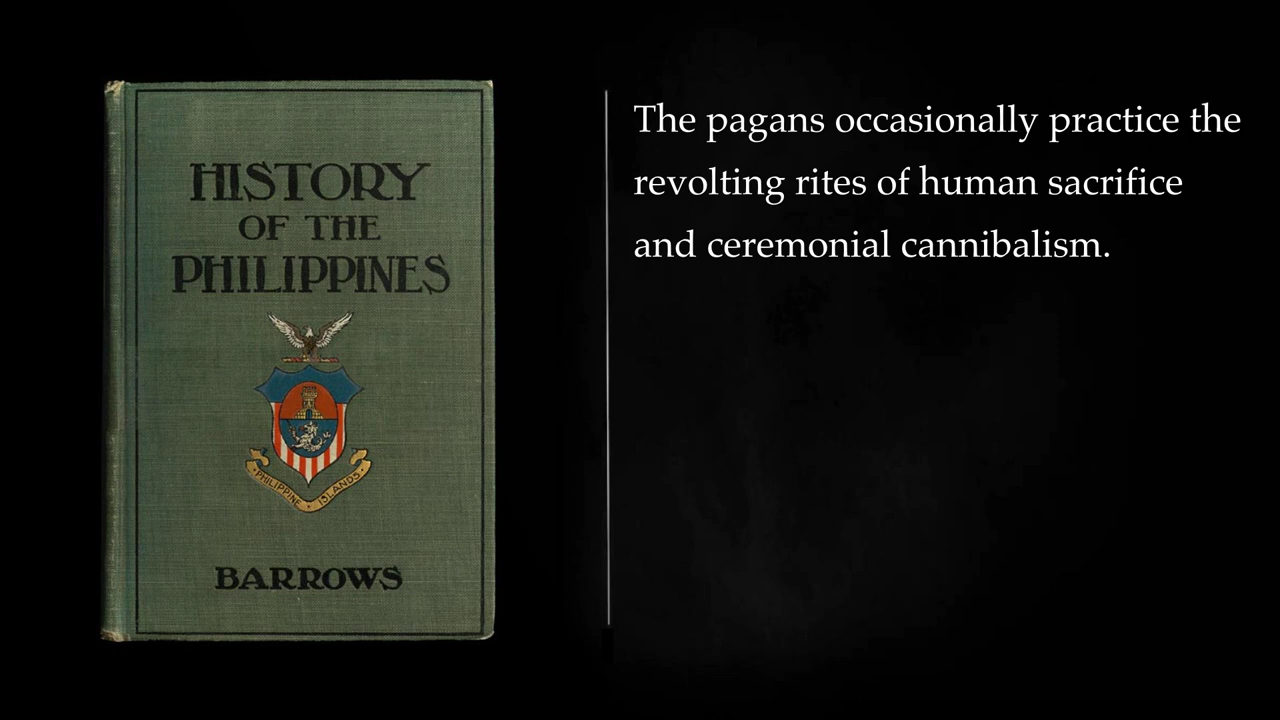 HISTORY
OF THE
PHILIPPINES
PHILIPPINE ISLANDS
BARROWS
The pagans occasionally practice the
revolting rites of human sacrifice
and ceremonial cannibalism.